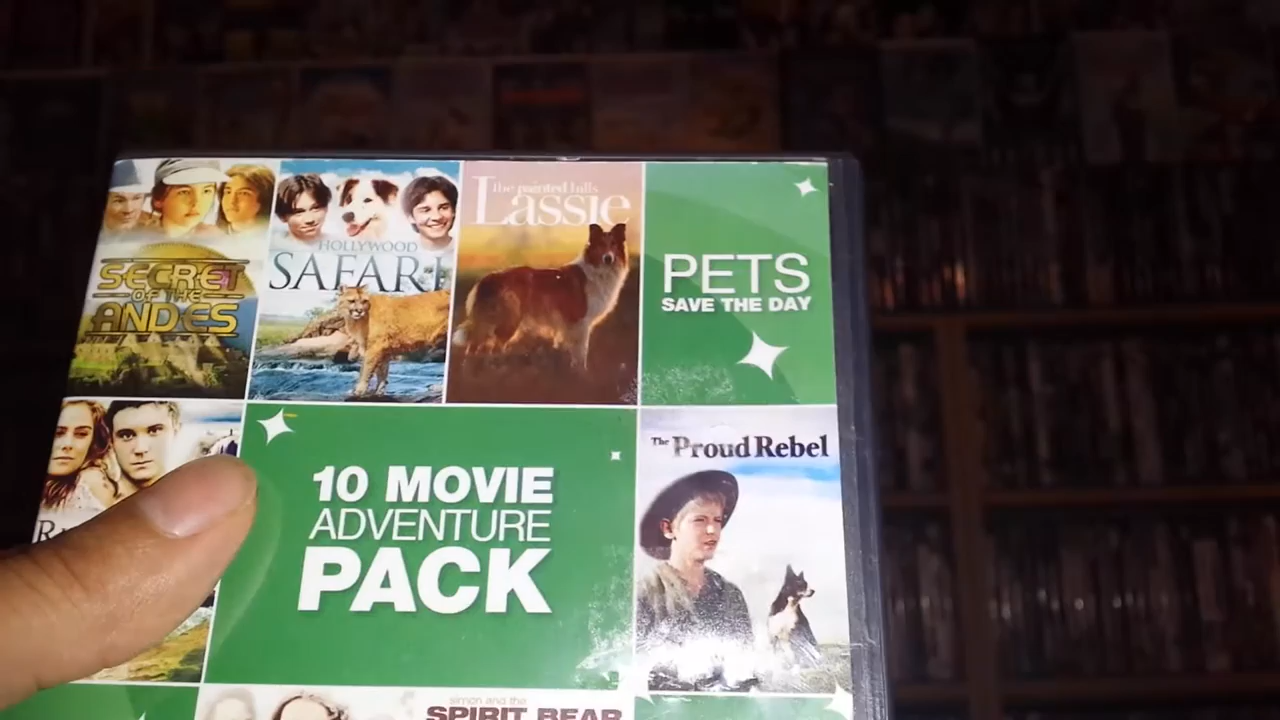 SECRET
OF THE
ANDES
HOLLYWOOD
SAFARI
the painted hills
Lassie
PETS
SAVE THE DAY
10 MOVIE
ADVENTURE
PACK
The Proud Rebel
simon and the
SPIRIT BEAR